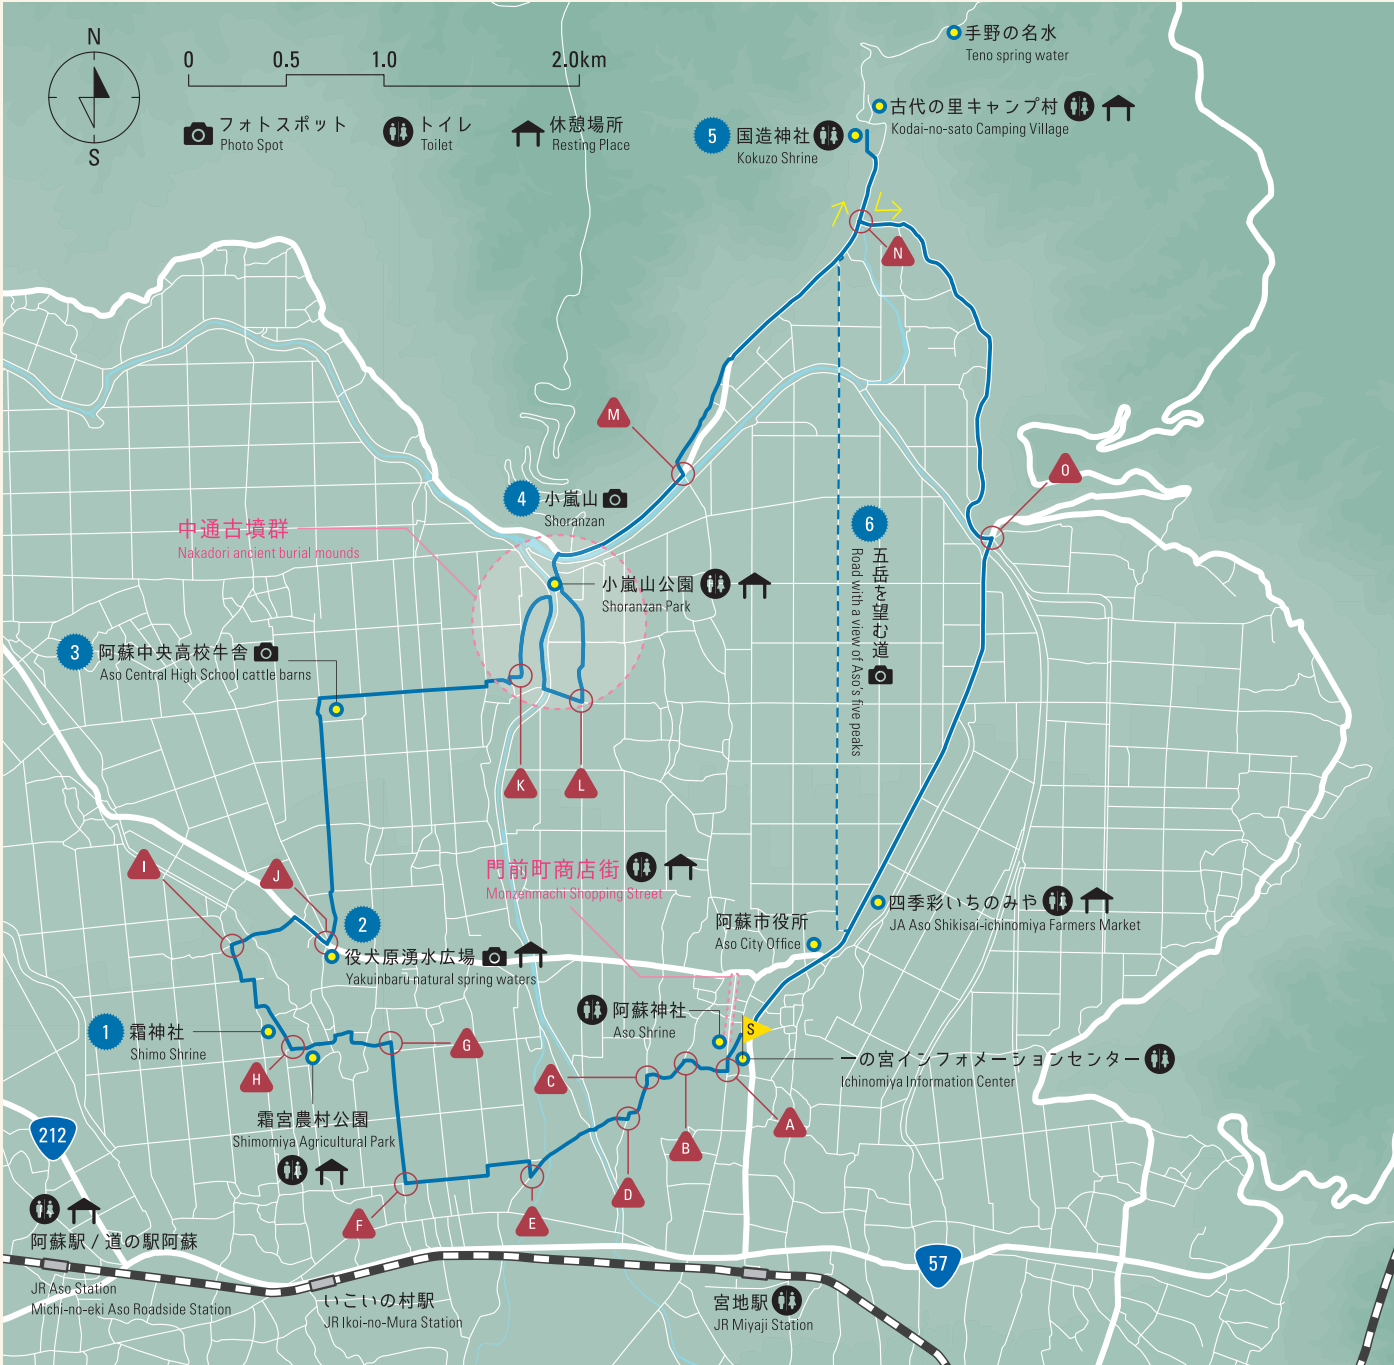 N
S
0 0.5 1.0 2.0km
フォトスポット
Photo Spot
トイレ
Toilet
休憩場所
Resting Place
手野の名水
Teno spring water
古代の里キャンプ村
Kodai-no-sato Camping Village
5
国造神社
Kokuzo Shrine
N
M
O
4
小嵐山
Shoranzan
中通古墳群
Nakadori ancient burial mounds
小嵐山公園
Shoranzan Park
6
五岳を望む道
Road with a view of Aso's five peaks
3
阿蘇中央高校牛舎
Aso Central High School cattle barns
K
L
I
J
門前町商店街
Monzenmachi Shopping Street
2
役犬原湧水広場
Yakuinbaru natural spring waters
阿蘇市役所
Aso City Office
四季彩いちのみや
JA Aso Shikisai-ichinomiya Farmers Market
1
霜神社
Shimo Shrine
阿蘇神社
Aso Shrine
S
一の宮インフォメーションセンター
Ichinomiya Information Center
G
H
C
A
B
霜宮農村公園
Shimomiya Agricultural Park
212
D
F
E
阿蘇駅 / 道の駅阿蘇
JR Aso Station
Michi-no-eki Aso Roadside Station
いこいの村駅
JR Ikoi-no-Mura Station
宮地駅
JR Miyaji Station
57